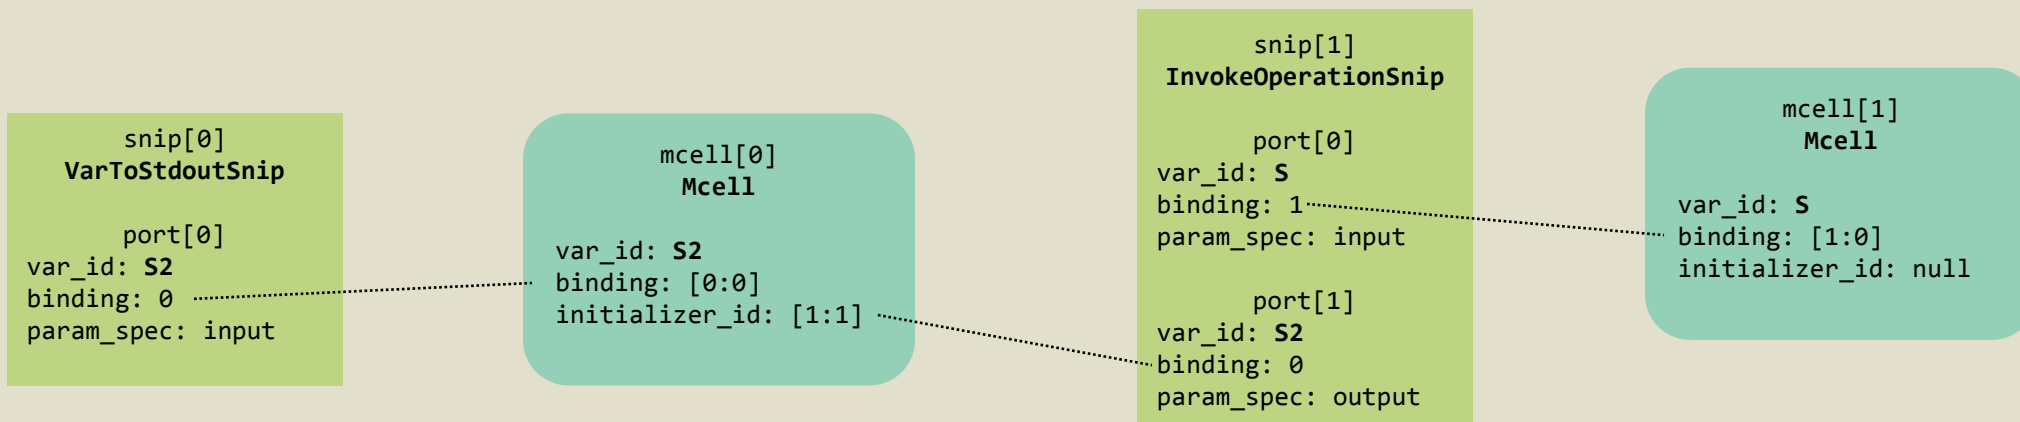 snip[0]
VarToStdoutSnip
port[0]
var_id: S2
binding: 0
param_spec: input
mcell[0]
Mcell
var_id: S2
binding: [0:0]
initializer_id: [1:1]
snip[1]
InvokeOperationSnip
port[0]
var_id: S
binding: 1
param_spec: input
port[1]
var_id: S2
binding: 0
param_spec: output
mcell[1]
Mcell
var_id: S
binding: [1:0]
initializer_id: null